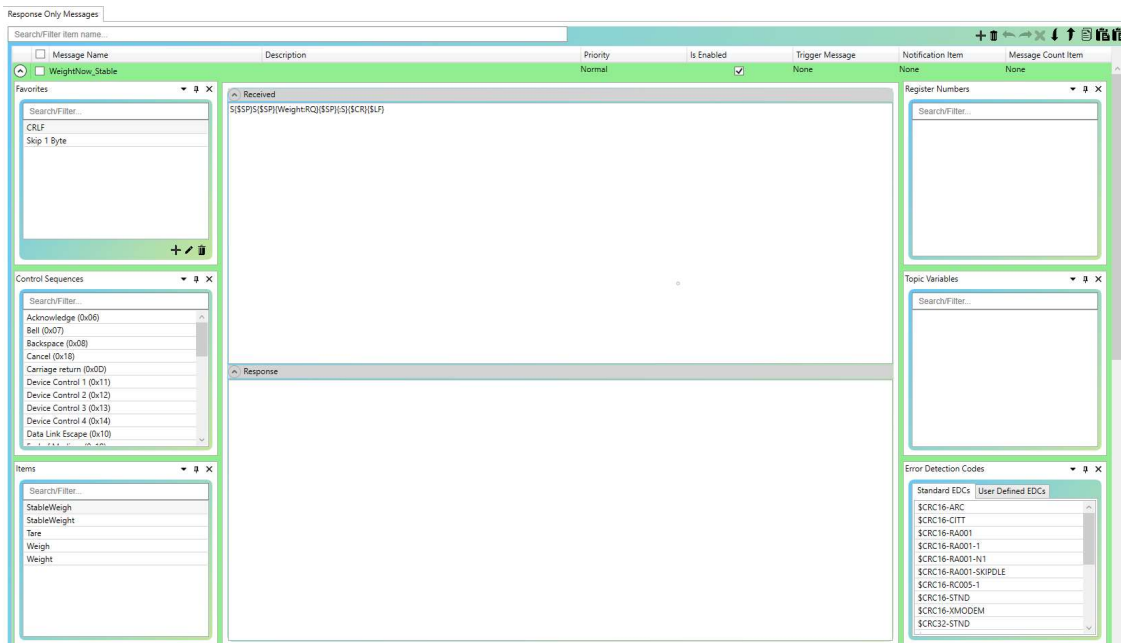 Response Only Messages
Search/Filter item name...
Message Name Description Priority Is Enabled Trigger Message Notification Item Message Count Item
WeightNow_Stable Normal None None None
Favorites
Search/Filter...
CRLF
Skip 1 Byte
Control Sequences
Search/Filter...
Acknowledge (0x06)
Bell (0x07)
Backspace (0x08)
Cancel (0x18)
Carriage return (0x0D)
Device Control 1 (0x11)
Device Control 2 (0x12)
Device Control 3 (0x13)
Device Control 4 (0x14)
Data Link Escape (0x10)
Items
Search/Filter...
StableWeigh
StableWeight
Tare
Weigh
Weight
Received
S{$SP}S{$SP}{Weight:RQ}{$SP}{:S}{$CR}{$LF}
Response
Register Numbers
Search/Filter...
Topic Variables
Search/Filter...
Error Detection Codes
Standard EDCs User Defined EDCs
$CRC16-ARC
$CRC16-CITT
$CRC16-RA001
$CRC16-RA001-1
$CRC16-RA001-N1
$CRC16-RA001-SKIPDLE
$CRC16-RC005-1
$CRC16-STND
$CRC16-XMODEM
$CRC32-STND